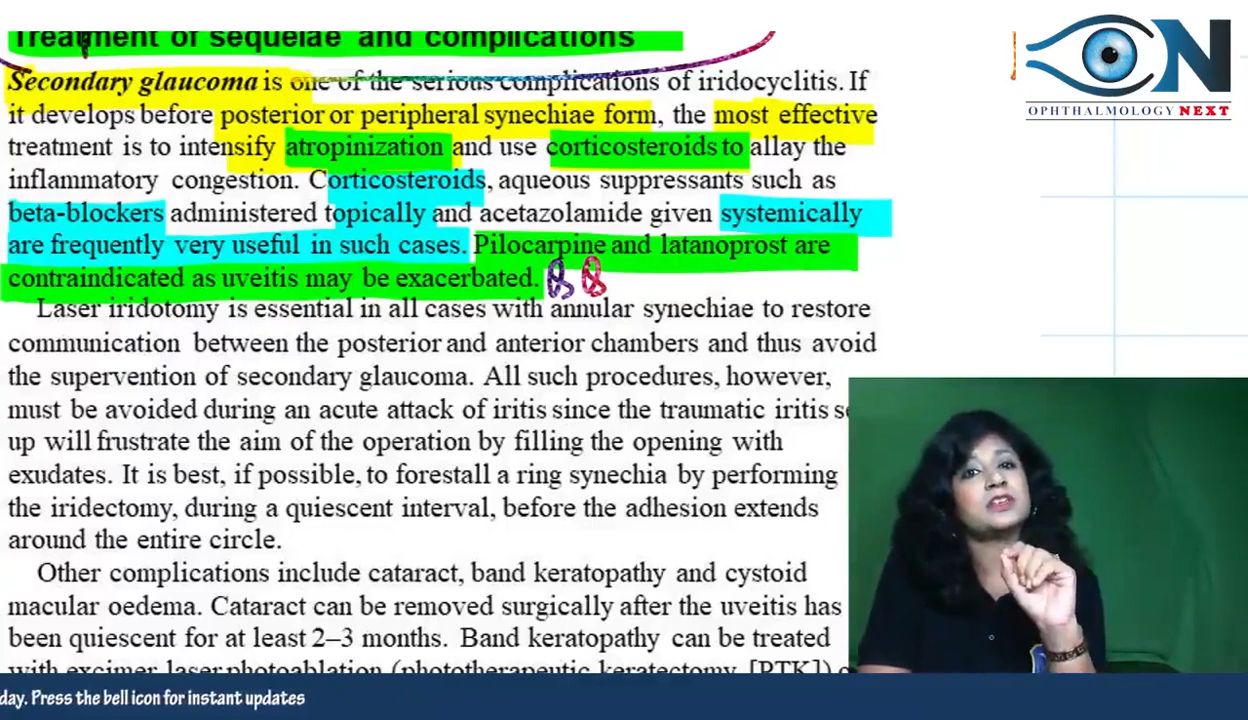 Treatment of sequelae and complications
Secondary glaucoma is one of the serious complications of iridocyclitis. If
it develops before posterior or peripheral synechiae form, the most effective
treatment is to intensify atropinization and use corticosteroids to allay the
inflammatory congestion. Corticosteroids, aqueous suppressants such as
beta-blockers administered topically and acetazolamide given systemically
are frequently very useful in such cases. Pilocarpine and latanoprost are
contraindicated as uveitis may be exacerbated.
Laser iridotomy is essential in all cases with annular synechiae to restore
communication between the posterior and anterior chambers and thus avoid
the supervention of secondary glaucoma. All such procedures, however,
must be avoided during an acute attack of iritis since the traumatic iritis s
up will frustrate the aim of the operation by filling the opening with
exudates. It is best, if possible, to forestall a ring synechia by performing
the iridectomy, during a quiescent interval, before the adhesion extends
around the entire circle.
Other complications include cataract, band keratopathy and cystoid
macular oedema. Cataract can be removed surgically after the uveitis has
been quiescent for at least 2–3 months. Band keratopathy can be treated
with excimer laser photoablation (phototherapeutic keratectomy, [PTK])
ON
OPHTHALMOLOGY NEXT
day. Press the bell icon for instant updates